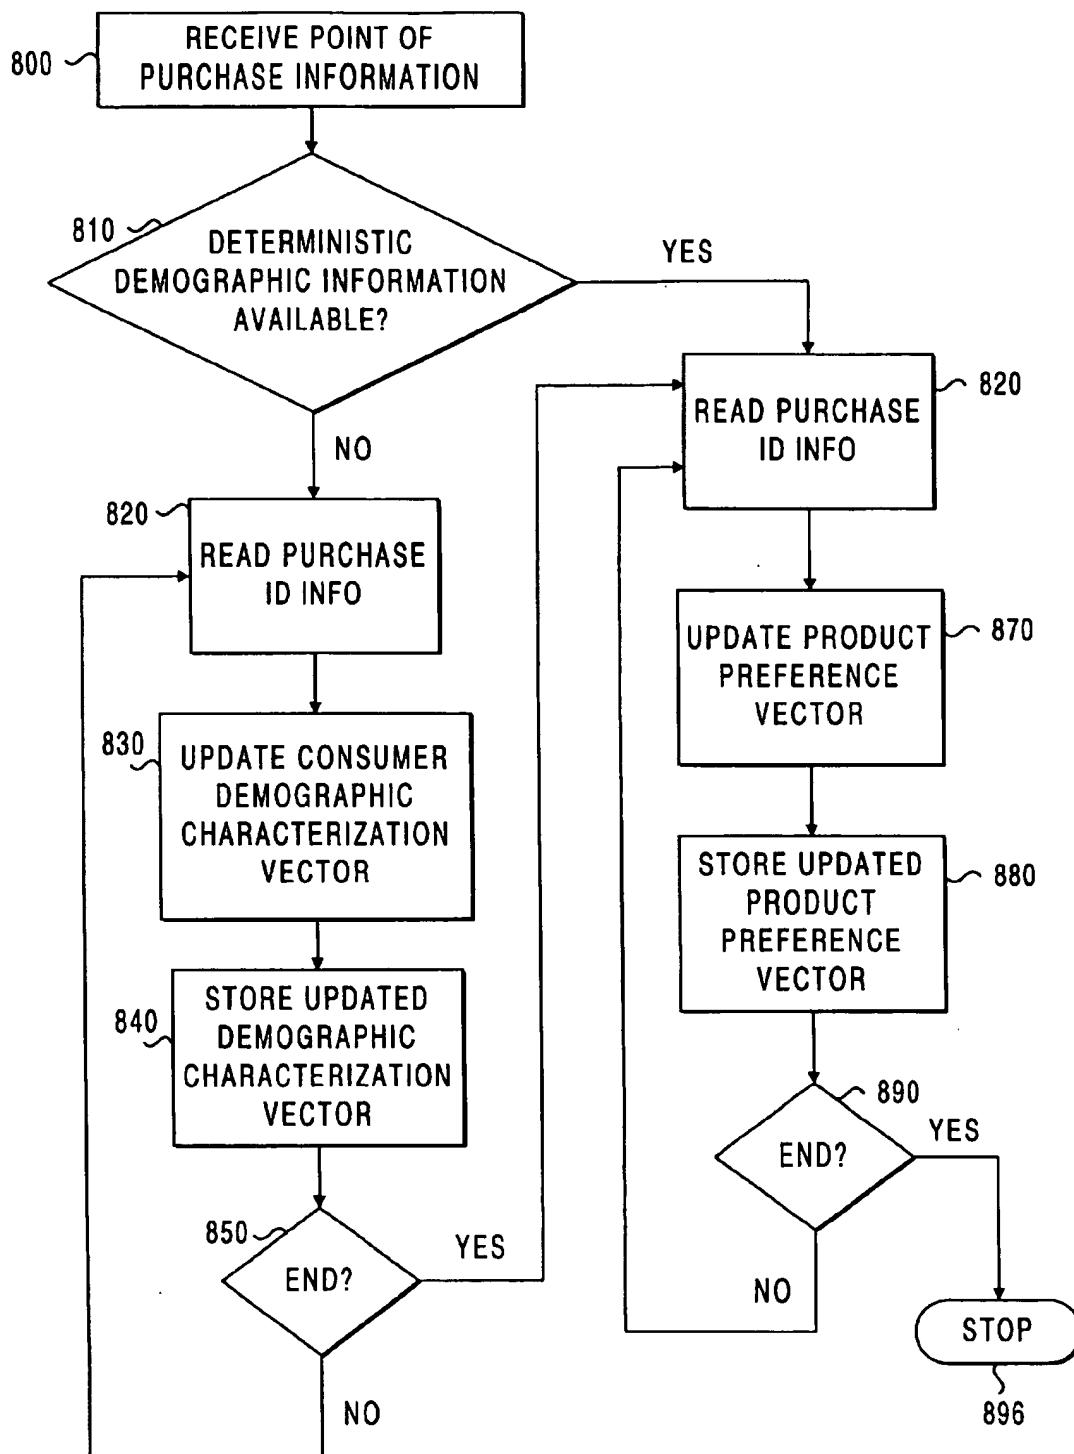 800
RECEIVE POINT OF
PURCHASE INFORMATION
810
DETERMINISTIC
DEMOGRAPHIC INFORMATION
AVAILABLE?
YES
NO
820
READ PURCHASE
ID INFO
830
UPDATE CONSUMER
DEMOGRAPHIC
CHARACTERIZATION
VECTOR
840
STORE UPDATED
DEMOGRAPHIC
CHARACTERIZATION
VECTOR
850
END?
YES
NO
820
READ PURCHASE
ID INFO
870
UPDATE PRODUCT
PREFERENCE
VECTOR
880
STORE UPDATED
PRODUCT
PREFERENCE
VECTOR
890
END?
YES
NO
STOP
896